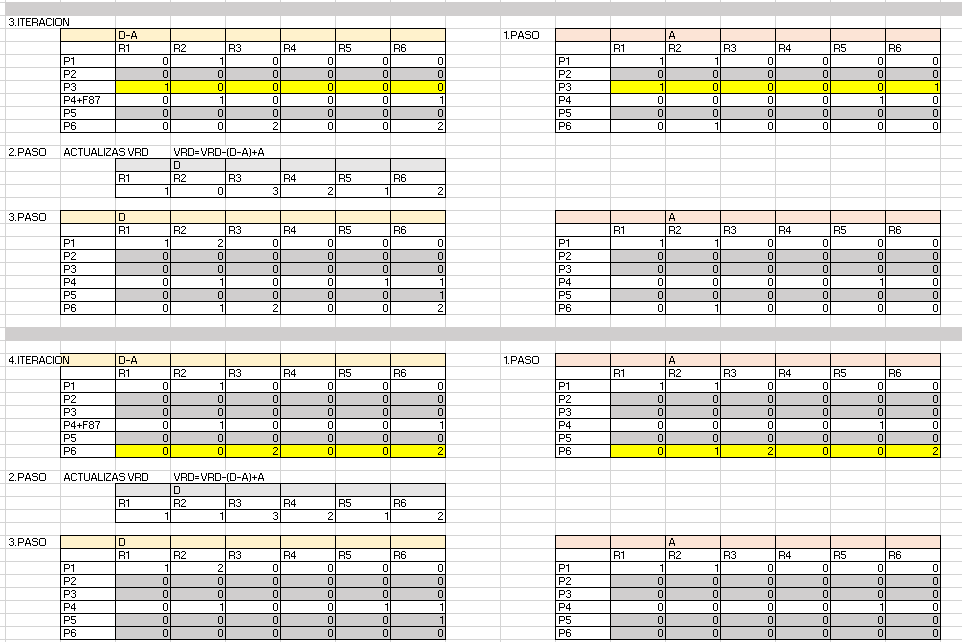 3.ITERACION
D-A 1.PASO A
R1 R2 R3 R4 R5 R6 R1 R2 R3 R4 R5 R6
P1 0 1 0 0 0 0 P1 1 1 0 0 0 0
P2 0 0 0 0 0 0 P2 0 0 0 0 0 0
P3 1 0 0 0 0 0 P3 1 0 0 0 0 1
P4+F87 0 1 0 0 0 1 P4 0 0 0 0 1 0
P5 0 0 0 0 0 0 P5 0 0 0 0 0 0
P6 0 0 2 0 0 2 P6 0 1 0 0 0 0
2.PASO ACTUALIZAS VRD VRD=VRD-(D-A)+A
D
R1 R2 R3 R4 R5 R6
1 0 3 2 1 2
3.PASO D A
R1 R2 R3 R4 R5 R6 R1 R2 R3 R4 R5 R6
P1 1 2 0 0 0 0 P1 1 1 0 0 0 0
P2 0 0 0 0 0 0 P2 0 0 0 0 0 0
P3 0 0 0 0 0 0 P3 0 0 0 0 0 0
P4 0 1 0 0 1 1 P4 0 0 0 0 1 0
P5 0 0 0 0 0 1 P5 0 0 0 0 0 0
P6 0 1 2 0 0 2 P6 0 1 0 0 0 0
4.ITERACION D-A 1.PASO A
R1 R2 R3 R4 R5 R6 R1 R2 R3 R4 R5 R6
P1 0 1 0 0 0 0 P1 1 1 0 0 0 0
P2 0 0 0 0 0 0 P2 0 0 0 0 0 0
P3 0 0 0 0 0 0 P3 0 0 0 0 0 0
P4+F87 0 1 0 0 0 1 P4 0 0 0 0 1 0
P5 0 0 0 0 0 0 P5 0 0 0 0 0 0
P6 0 0 2 0 0 2 P6 0 1 2 0 0 2
2.PASO ACTUALIZAS VRD VRD=VRD-(D-A)+A
D
R1 R2 R3 R4 R5 R6
1 1 3 2 1 2
3.PASO D A
R1 R2 R3 R4 R5 R6 R1 R2 R3 R4 R5 R6
P1 1 2 0 0 0 0 P1 1 1 0 0 0 0
P2 0 0 0 0 0 0 P2 0 0 0 0 0 0
P3 0 0 0 0 0 0 P3 0 0 0 0 0 0
P4 0 1 0 0 1 1 P4 0 0 0 0 1 0
P5 0 0 0 0 0 1 P5 0 0 0 0 0 0
P6 0 0 0 0 0 0 P6 0 0 0 0 0 0